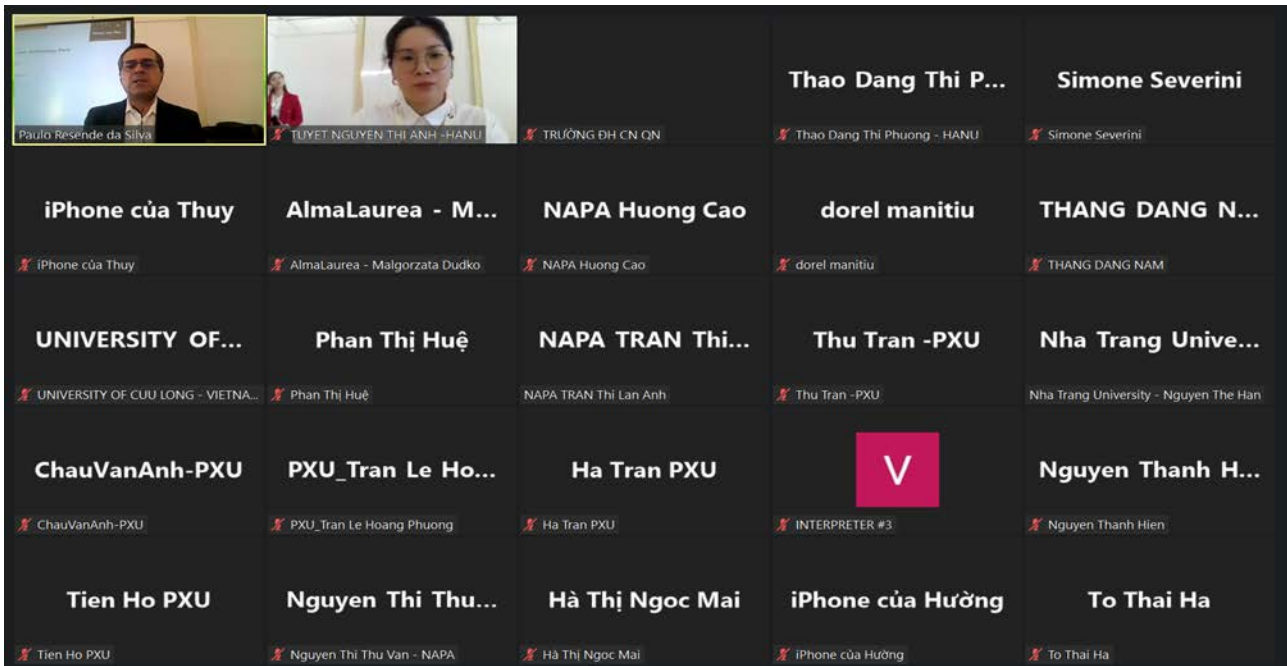 Paulo Resende da Silva
TUYET NGUYEN THI ANH -HANU
TRƯỜNG ĐH CN QN
Thao Dang Thi P...
Thao Dang Thi Phuong - HANU
Simone Severini
Simone Severini
iPhone của Thuy
iPhone của Thuy
AlmaLaurea - M...
AlmaLaurea - Malgorzata Dudko
NAPA Huong Cao
NAPA Huong Cao
dorel manitiu
dorel manitiu
THANG DANG N...
THANG DANG NAM
UNIVERSITY OF...
UNIVERSITY OF CUU LONG - VIETNA...
Phan Thị Huệ
Phan Thị Huệ
NAPA TRAN Thi...
NAPA TRAN Thi Lan Anh
Thu Tran -PXU
Thu Tran -PXU
Nha Trang Unive...
Nha Trang University - Nguyen The Han
ChauVanAnh-PXU
ChauVanAnh-PXU
PXU_Tran Le Ho...
PXU_Tran Le Hoang Phuong
Ha Tran PXU
Ha Tran PXU
V
INTERPRETER #3
Nguyen Thanh H...
Nguyen Thanh Hien
Tien Ho PXU
Tien Ho PXU
Nguyen Thi Thu...
Nguyen Thi Thu Van - NAPA
Hà Thị Ngoc Mai
Hà Thị Ngoc Mai
iPhone của Hường
iPhone của Hường
To Thai Ha
To Thai Ha